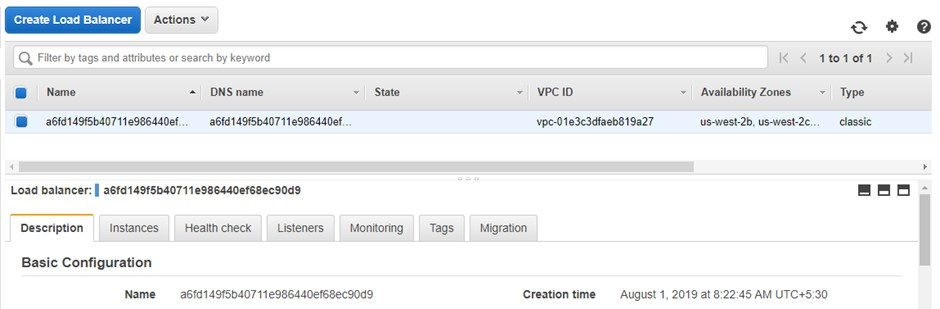 Create Load Balancer Actions
Filter by tags and attributes or search by keyword 1 to 1 of 1
Name DNS name State VPC ID Availability Zones Type
a6fd149f5b40711e986440ef... a6fd149f5b40711e986440ef... vpc-01e3c3dfaeb819a27 us-west-2b, us-west-2c... classic
Load balancer: a6fd149f5b40711e986440ef68ec90d9
Description Instances Health check Listeners Monitoring Tags Migration
Basic Configuration
Name a6fd149f5b40711e986440ef68ec90d9 Creation time August 1, 2019 at 8:22:45 AM UTC+5:30